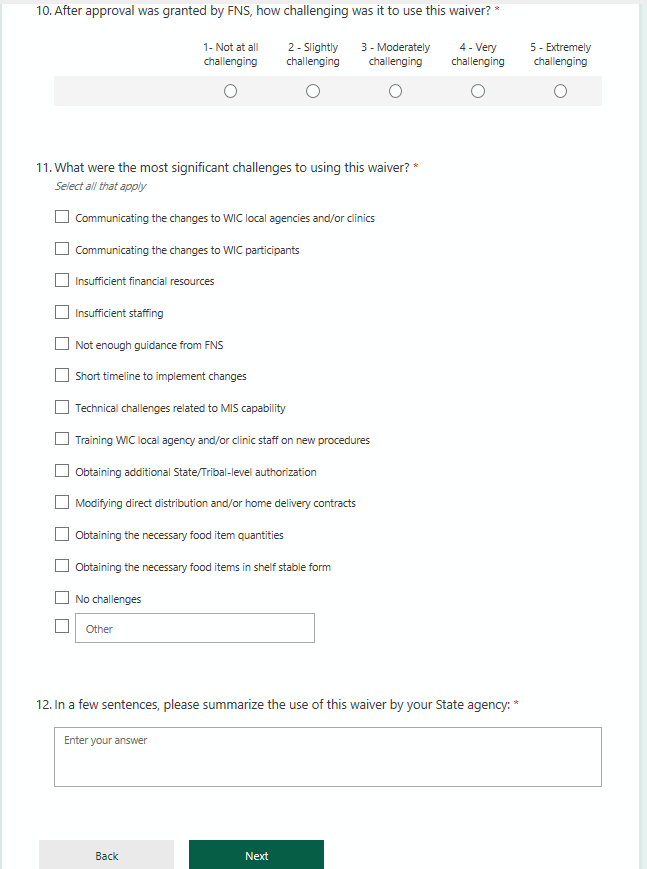 10. After approval was granted by FNS, how challenging was it to use this waiver? *
1- Not at all challenging
2 - Slightly challenging
3 - Moderately challenging
4 - Very challenging
5 - Extremely challenging
11. What were the most significant challenges to using this waiver? *
Select all that apply
Communicating the changes to WIC local agencies and/or clinics
Communicating the changes to WIC participants
Insufficient financial resources
Insufficient staffing
Not enough guidance from FNS
Short timeline to implement changes
Technical challenges related to MIS capability
Training WIC local agency and/or clinic staff on new procedures
Obtaining additional State/Tribal-level authorization
Modifying direct distribution and/or home delivery contracts
Obtaining the necessary food item quantities
Obtaining the necessary food items in shelf stable form
No challenges
Other
12. In a few sentences, please summarize the use of this waiver by your State agency: *
Enter your answer
Back
Next